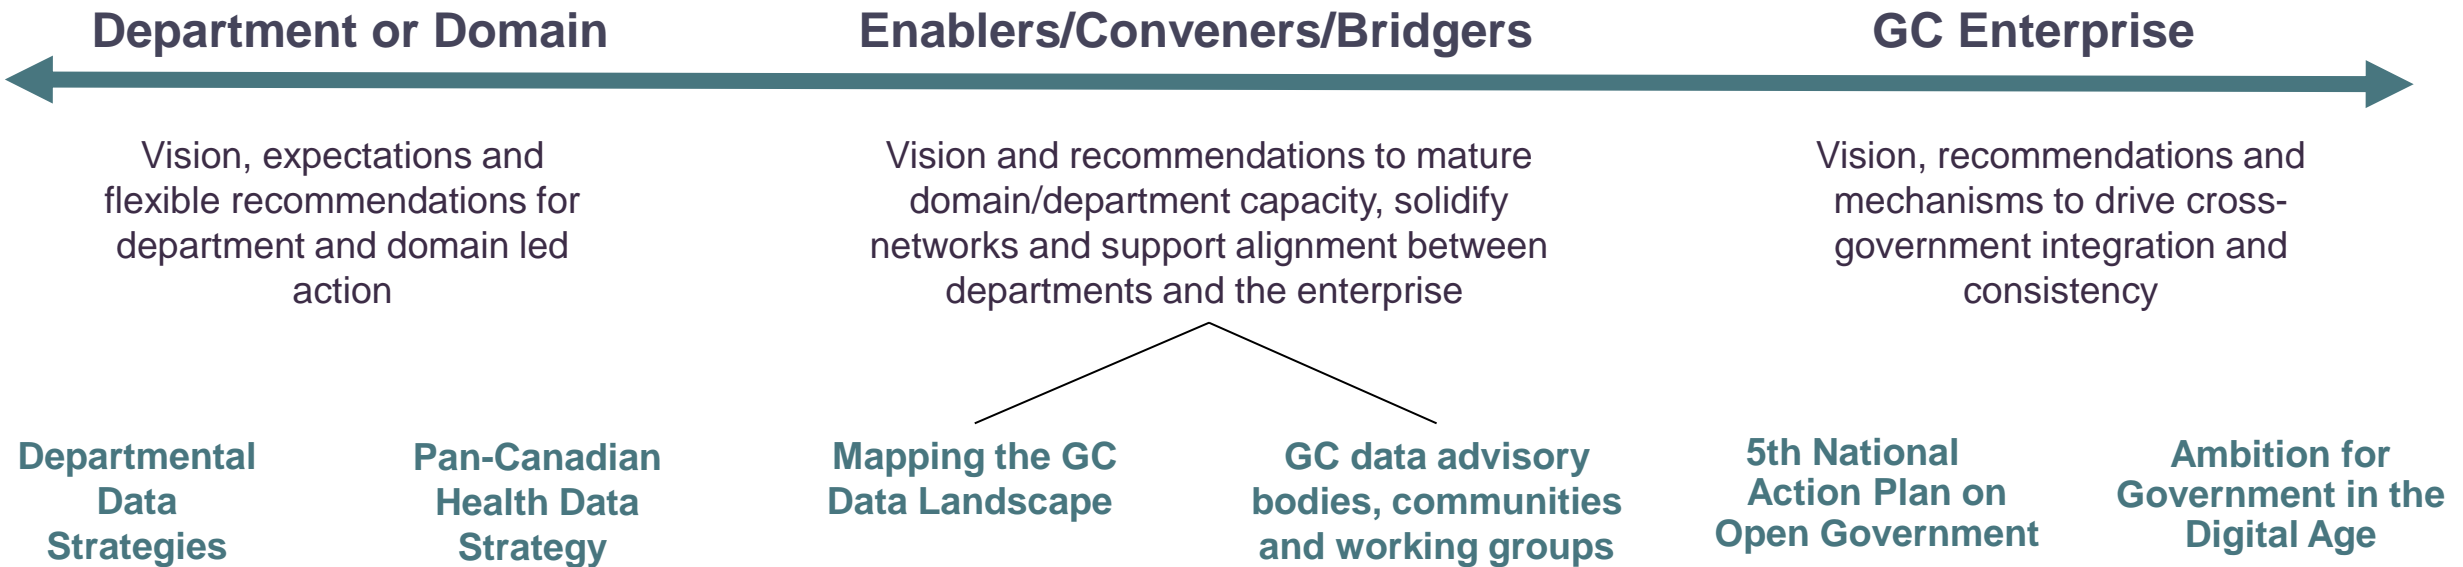 Department or Domain
Enablers/Conveners/Bridgers
GC Enterprise
Vision, expectations and
flexible recommendations for
department and domain led
action
Vision and recommendations to mature
domain/department capacity, solidify
networks and support alignment between
departments and the enterprise
Vision, recommendations and
mechanisms to drive cross-
government integration and
consistency
Departmental
Data
Strategies
Pan-Canadian
Health Data
Strategy
Mapping the GC
Data Landscape
GC data advisory
bodies, communities
and working groups
5th National
Action Plan on
Open Government
Ambition for
Government in the
Digital Age